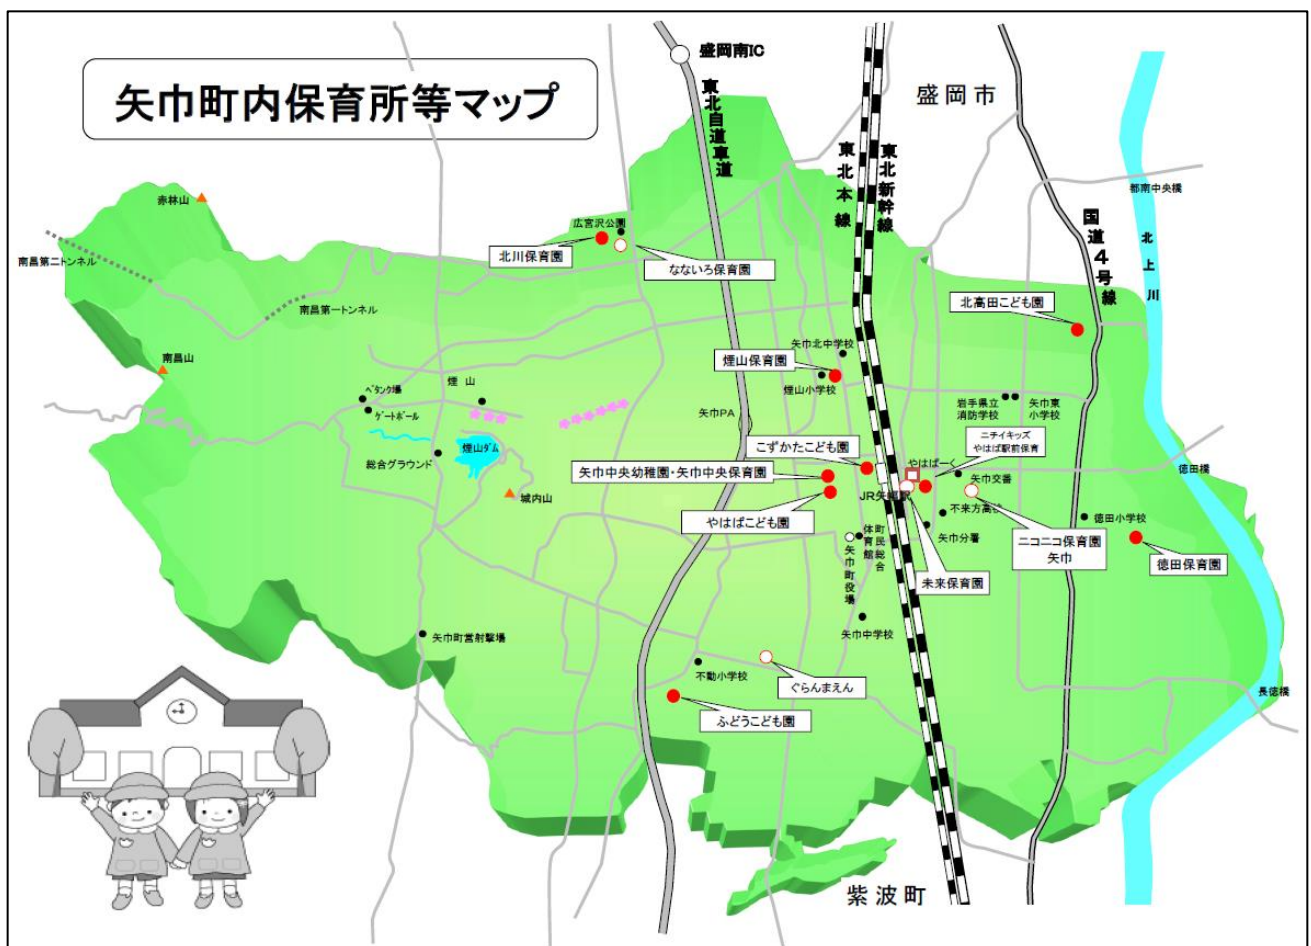 矢巾町内保育所等マップ
盛岡南IC
東北自道車道
東北本線
東北新幹線
盛岡市
国道4号線
都南中央橋
北上川
赤林山
南昌第二トンネル
南昌第一トンネル
南昌山
広宮沢公園
北川保育園
なないろ保育園
北高田こども園
矢巾北中学校
煙山保育園
煙山小学校
ペタンク場
ゲートボール
煙山
総合グラウンド
煙山ダム
城内山
矢巾PA
岩手県立
消防学校
矢巾東
小学校
ニチイキッズ
やはば駅前保育
こずかたこども園
やはぱーく
矢巾中央幼稚園・矢巾中央保育園
矢巾交番
徳田橋
やはばこども園
JR矢幅駅
不来方高校
徳田小学校
矢巾分署
ニコニコ保育園
矢巾
徳田保育園
町民総合
体育館
矢巾町役場
未来保育園
矢巾中学校
矢巾町営射撃場
不動小学校
ぐらんまえん
ふどうこども園
長徳橋
紫波町